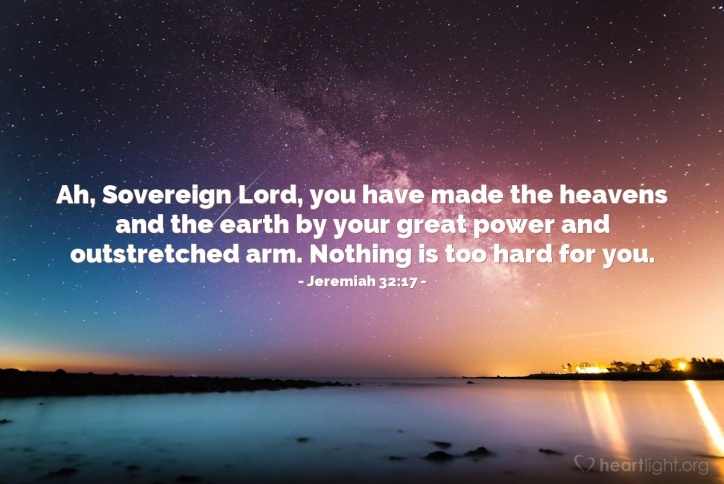 Ah, Sovereign Lord, you have made the heavens
and the earth by your great power and
outstretched arm. Nothing is too hard for you.
- Jeremiah 32:17 -
heartlight.org